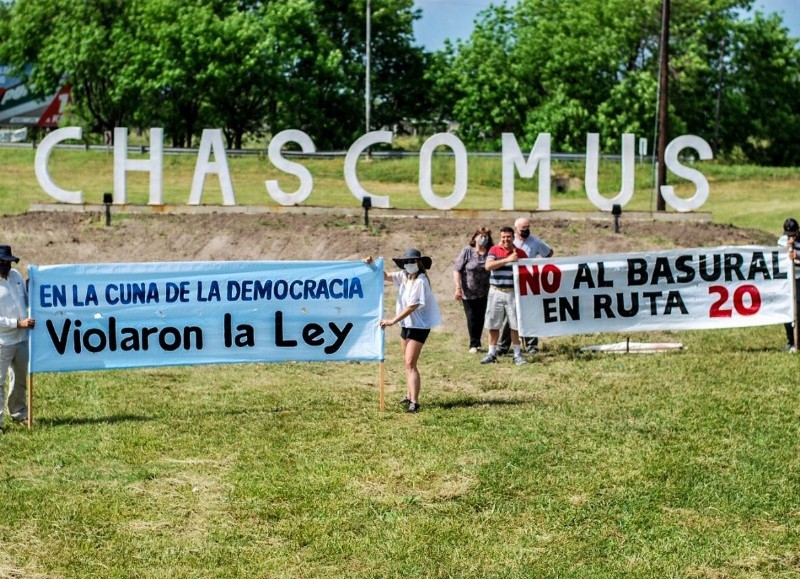 CHASCOMUS
EN LA CUNA DE LA DEMOCRACIA
Violaron la Ley
NO AL BASURAL
EN RUTA 20